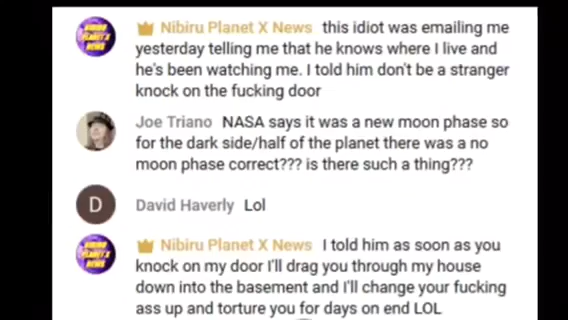 Nibiru Planet X News this idiot was emailing me
yesterday telling me that he knows where I live and
he's been watching me. I told him don't be a stranger
knock on the fucking door
Joe Triano NASA says it was a new moon phase so
for the dark side/half of the planet there was a no
moon phase correct??? is there such a thing???
D
David Haverly Lol
Nibiru Planet X News I told him as soon as you
knock on my door I'll drag you through my house
down into the basement and I'll change your fucking
ass up and torture you for days on end LOL